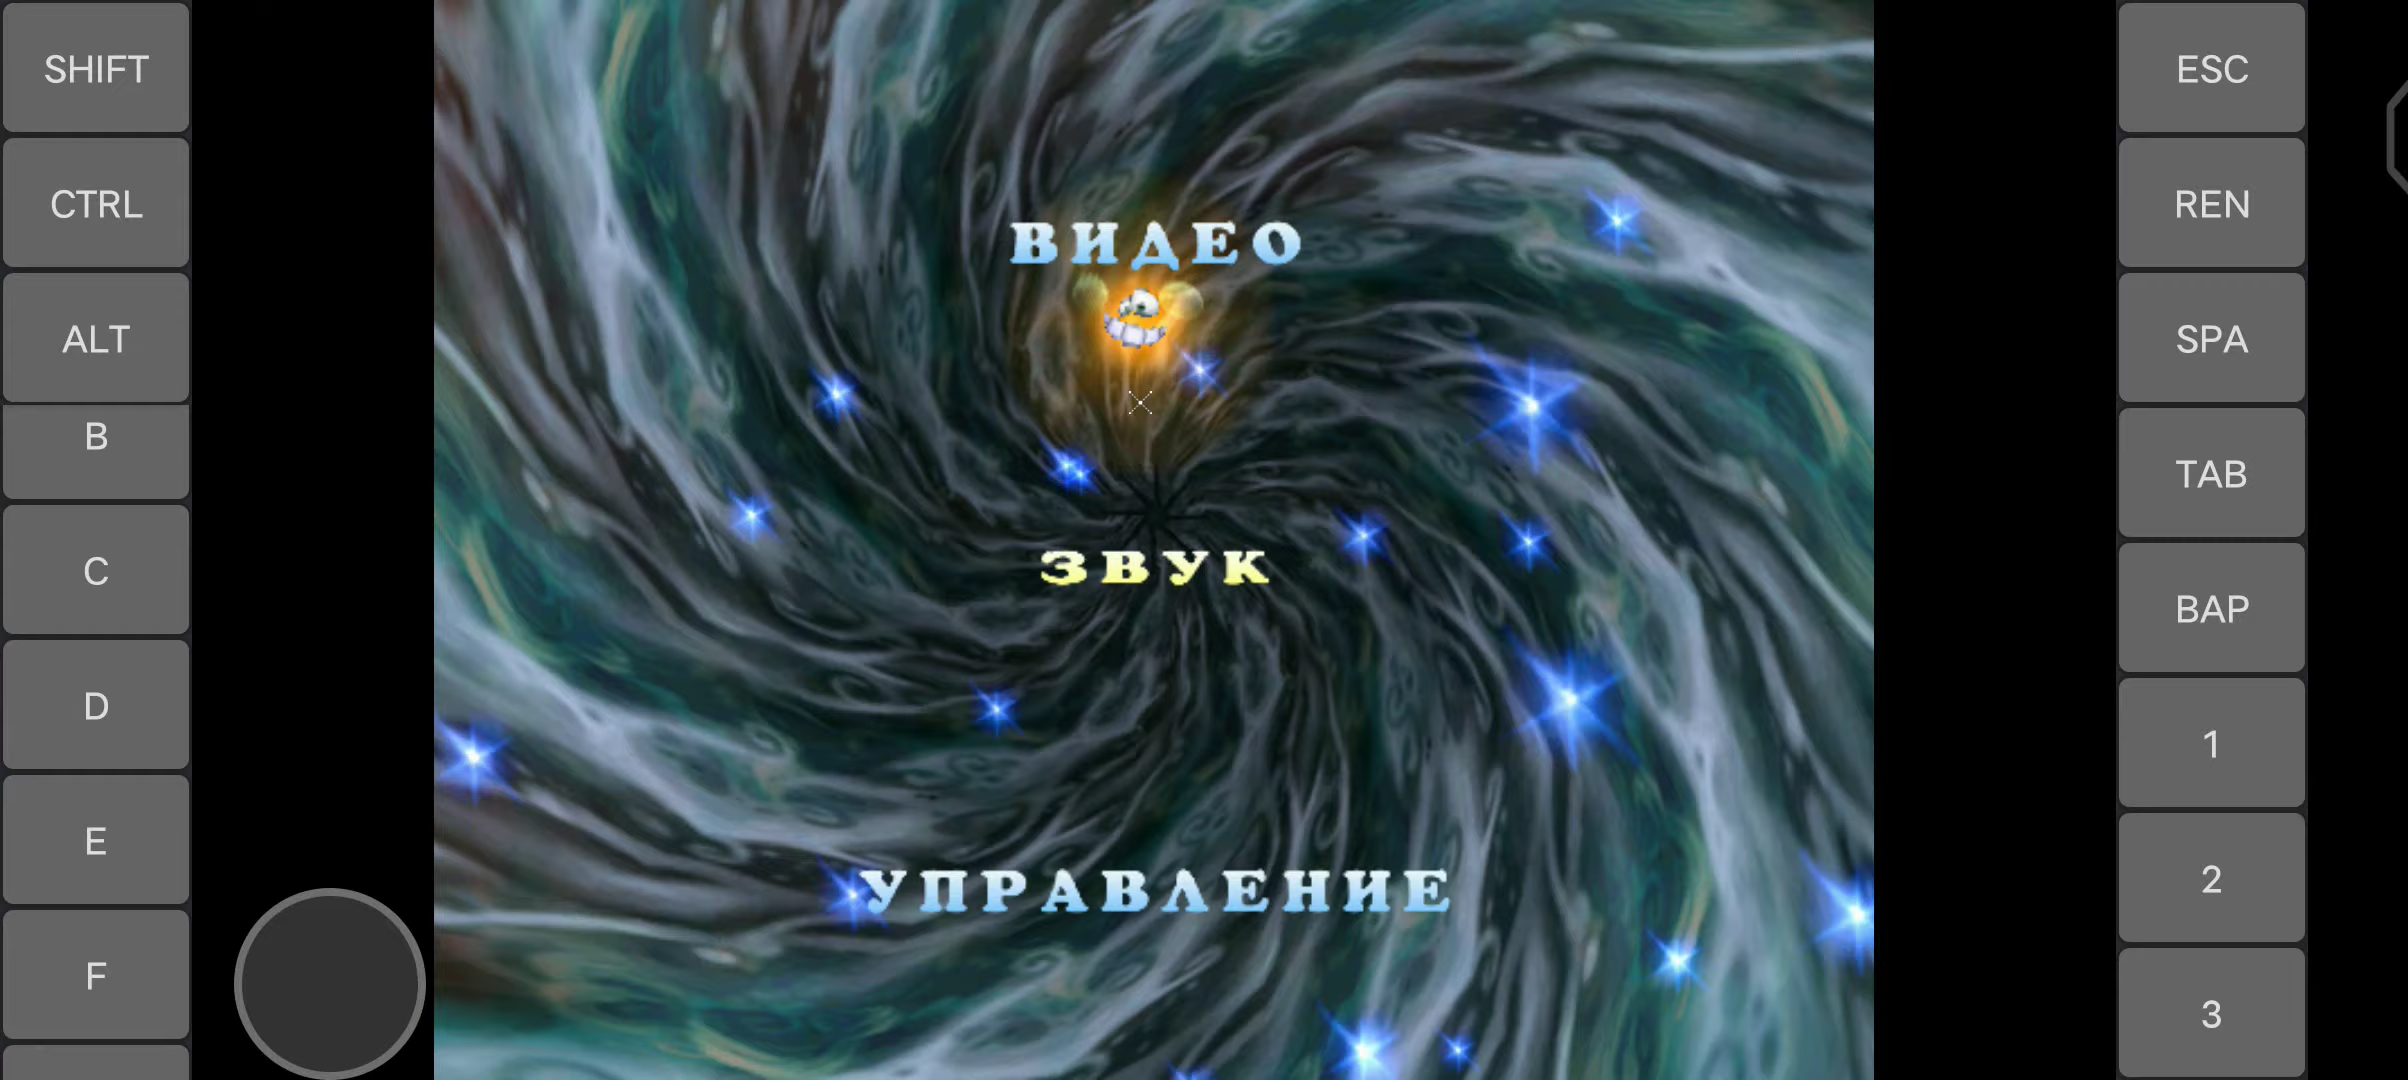 SHIFT
CTRL
ALT
B
C
D
E
F
ВИДЕО
ЗВУК
УПРАВЛЕНИЕ
ESC
REN
SPA
TAB
BAP
1
2
3